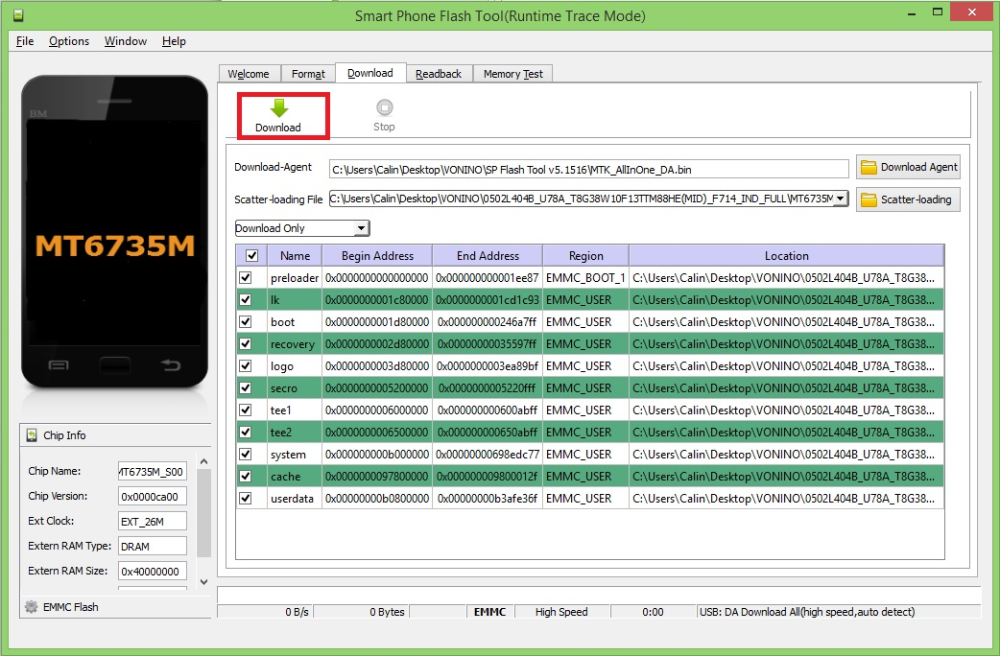 Smart Phone Flash Tool(Runtime Trace Mode)
File Options Window Help
Welcome Format Download Readback Memory Test
BM
MT6735M
Download
Stop
Download-Agent C:\Users\Calin\Desktop\VONINO\SP Flash Tool v5.1516\MTK_AllInOne_DA.bin Download Agent
Scatter-loading File C:\Users\Calin\Desktop\VONINO\0502L404B_U78A_T8G38W10F13TTM88HE(MID)_F714_IND_FULL\MT6735M Scatter-loading
Download Only
Name Begin Address End Address Region Location
preloader 0x0000000000000000 0x000000000001ee87 EMMC_BOOT_1 C:\Users\Calin\Desktop\VONINO\0502L404B_U78A_T8G38...
lk 0x0000000001c80000 0x0000000001cd1c93 EMMC_USER C:\Users\Calin\Desktop\VONINO\0502L404B_U78A_T8G38...
boot 0x0000000001d80000 0x000000000246a7ff EMMC_USER C:\Users\Calin\Desktop\VONINO\0502L404B_U78A_T8G38...
recovery 0x0000000002d80000 0x00000000035597ff EMMC_USER C:\Users\Calin\Desktop\VONINO\0502L404B_U78A_T8G38...
logo 0x0000000003d80000 0x0000000003ea89bf EMMC_USER C:\Users\Calin\Desktop\VONINO\0502L404B_U78A_T8G38...
secro 0x0000000005200000 0x0000000005220fff EMMC_USER C:\Users\Calin\Desktop\VONINO\0502L404B_U78A_T8G38...
tee1 0x0000000006000000 0x000000000600abff EMMC_USER C:\Users\Calin\Desktop\VONINO\0502L404B_U78A_T8G38...
tee2 0x0000000006500000 0x000000000650abff EMMC_USER C:\Users\Calin\Desktop\VONINO\0502L404B_U78A_T8G38...
system 0x000000000b000000 0x00000000698edc77 EMMC_USER C:\Users\Calin\Desktop\VONINO\0502L404B_U78A_T8G38...
cache 0x0000000097800000 0x000000009800012f EMMC_USER C:\Users\Calin\Desktop\VONINO\0502L404B_U78A_T8G38...
userdata 0x00000000b0800000 0x00000000b3afe36f EMMC_USER C:\Users\Calin\Desktop\VONINO\0502L404B_U78A_T8G38...
Chip Info
Chip Name: MT6735M_S00
Chip Version: 0x0000ca00
Ext Clock: EXT_26M
Extern RAM Type: DRAM
Extern RAM Size: 0x40000000
EMMC Flash
0 B/s 0 Bytes EMMC High Speed 0:00 USB: DA Download All(high speed,auto detect)